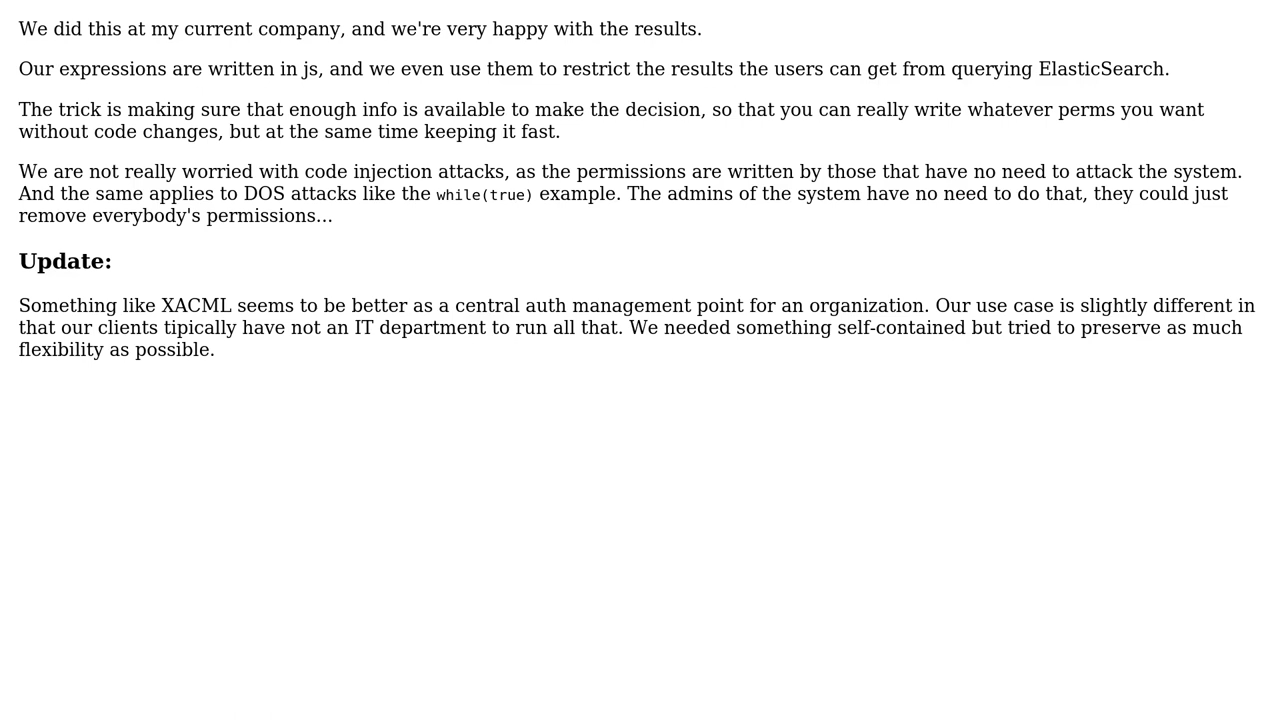 We did this at my current company, and we're very happy with the results.
Our expressions are written in js, and we even use them to restrict the results the users can get from querying ElasticSearch.
The trick is making sure that enough info is available to make the decision, so that you can really write whatever perms you want
without code changes, but at the same time keeping it fast.
We are not really worried with code injection attacks, as the permissions are written by those that have no need to attack the system.
And the same applies to DOS attacks like the while(true) example. The admins of the system have no need to do that, they could just
remove everybody's permissions...
Update:
Something like XACML seems to be better as a central auth management point for an organization. Our use case is slightly different in
that our clients tipically have not an IT department to run all that. We needed something self-contained but tried to preserve as much
flexibility as possible.